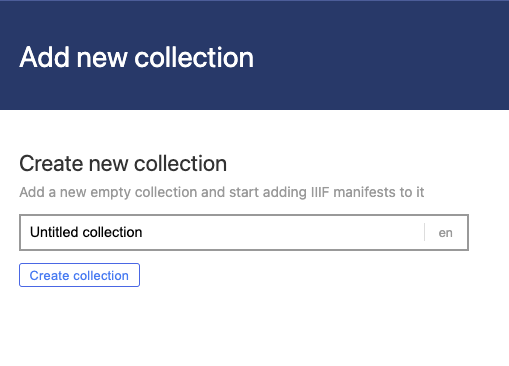 Add new collection
Create new collection
Add a new empty collection and start adding IIIF manifests to it
Untitled collection
en
Create collection